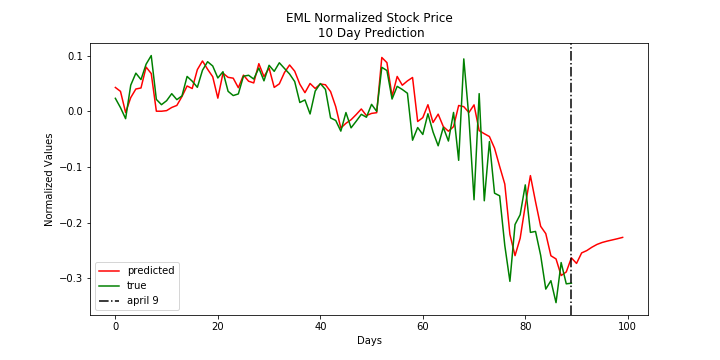 EML Normalized Stock Price
10 Day Prediction
Normalized Values
0.1
0.0
−0.1
−0.2
−0.3
predicted
true
april 9
0 20 40 60 80 100
Days